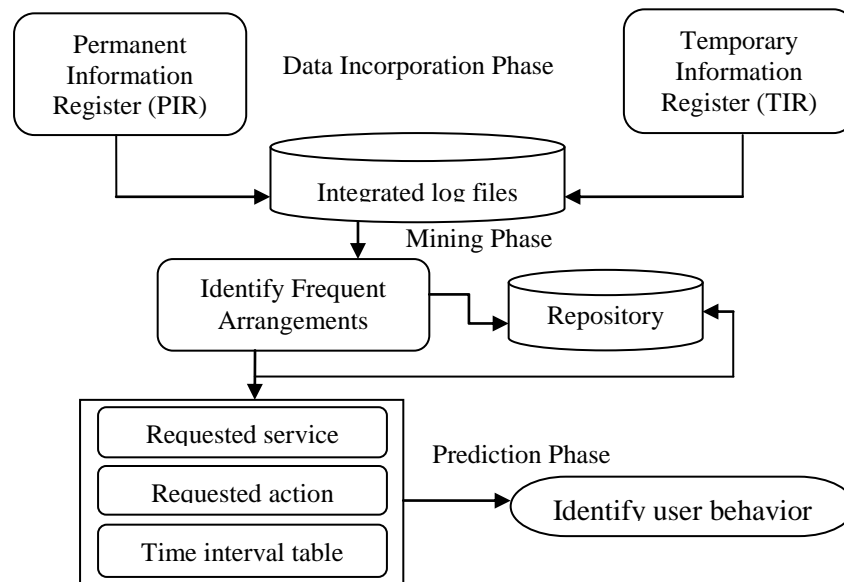 Permanent
Information
Register (PIR)
Data Incorporation Phase
Temporary
Information
Register (TIR)
Integrated log files
Mining Phase
Identify Frequent
Arrangements
Repository
Requested service
Requested action
Time interval table
Prediction Phase
Identify user behavior